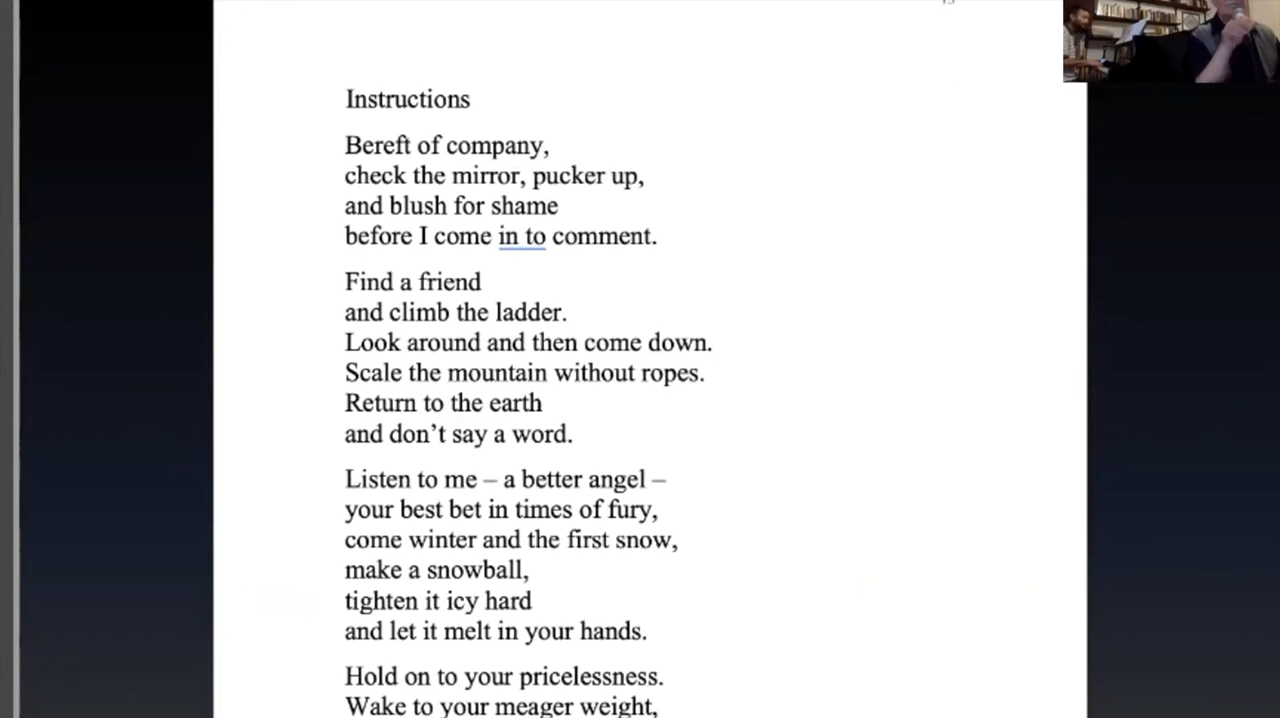 Instructions
Bereft of company,
check the mirror, pucker up,
and blush for shame
before I come in to comment.
Find a friend
and climb the ladder.
Look around and then come down.
Scale the mountain without ropes.
Return to the earth
and don’t say a word.
Listen to me – a better angel –
your best bet in times of fury,
come winter and the first snow,
make a snowball,
tighten it icy hard
and let it melt in your hands.
Hold on to your pricelessness.
Wake to your meager weight,